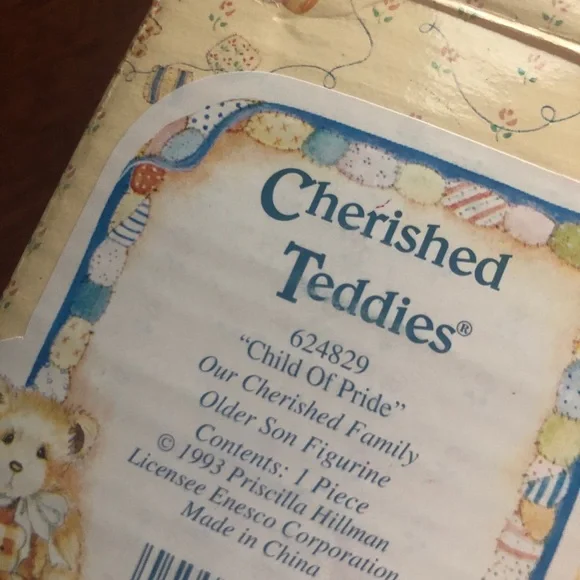 Cherished
Teddies®
624829
"Child Of Pride"
Our Cherished Family
Older Son Figurine
Contents: 1 Piece
© 1993 Priscilla Hillman
Licensee Enesco Corporation
Made in China